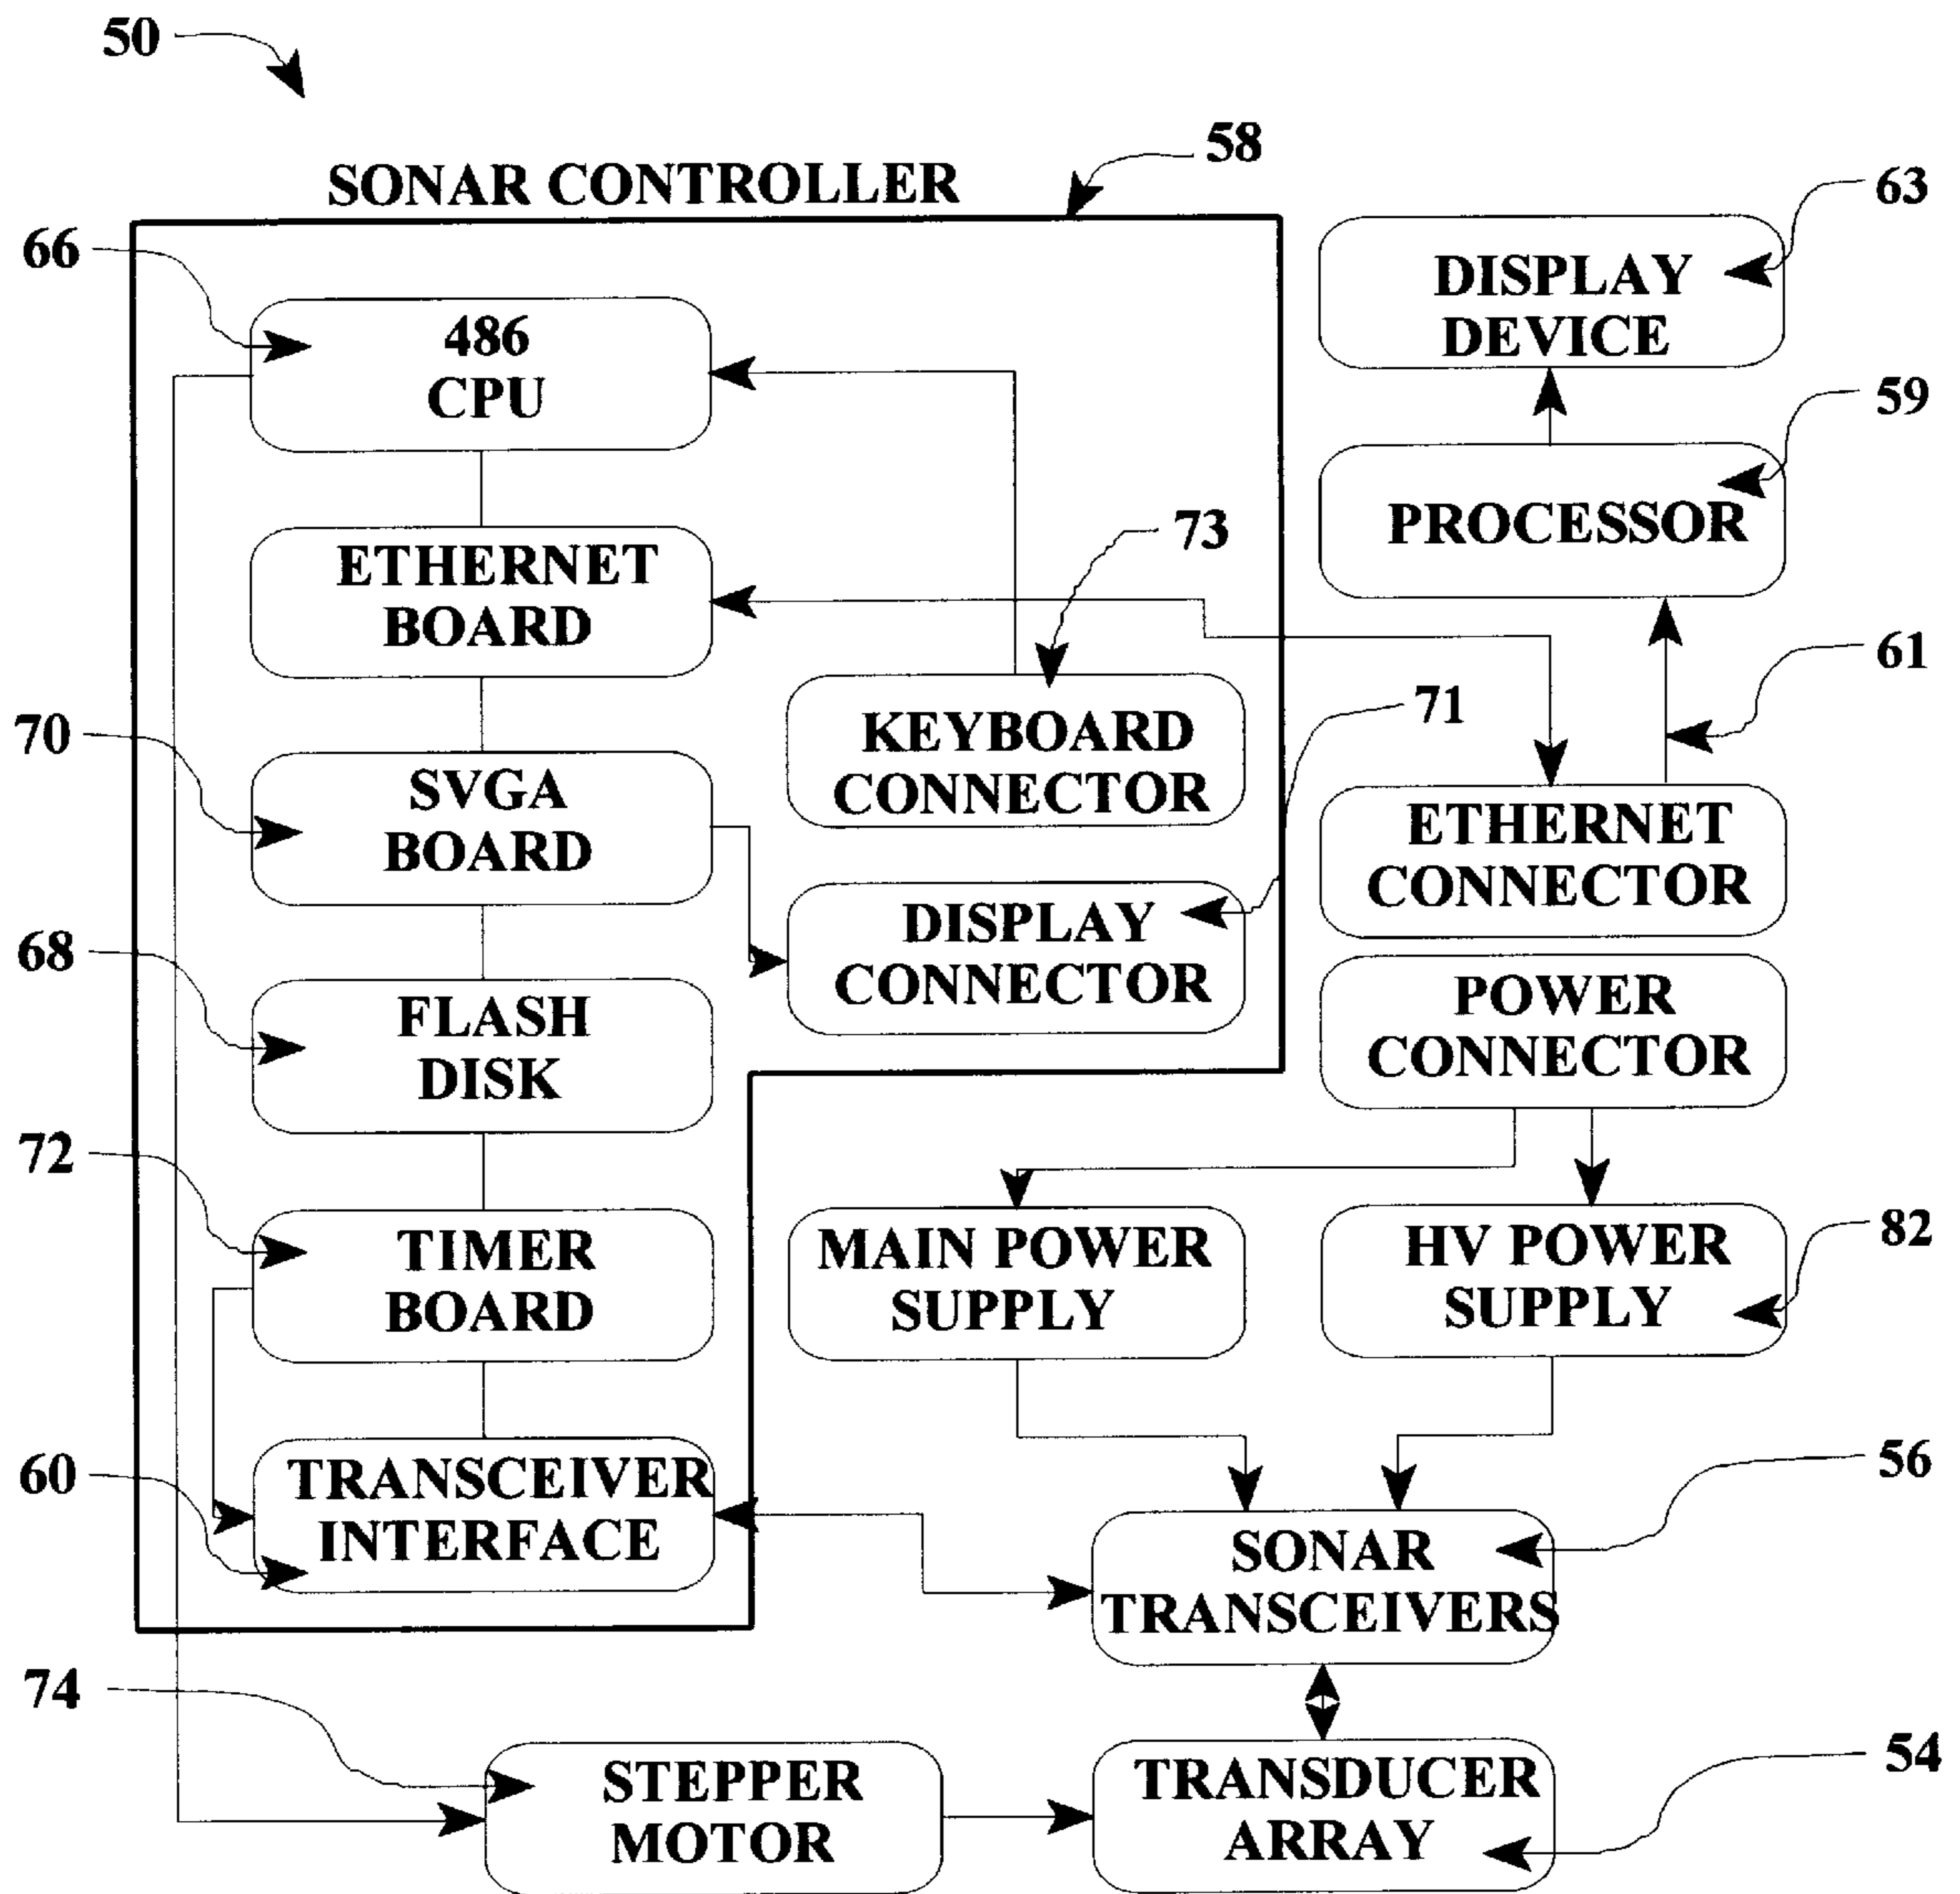 50
SONAR CONTROLLER
58
63
66
486
CPU
DISPLAY
DEVICE
59
PROCESSOR
73
ETHERNET
BOARD
61
KEYBOARD
CONNECTOR
71
70
SVGA
BOARD
ETHERNET
CONNECTOR
DISPLAY
CONNECTOR
68
FLASH
DISK
POWER
CONNECTOR
72
TIMER
BOARD
MAIN POWER
SUPPLY
HV POWER
SUPPLY
82
60
TRANSCEIVER
INTERFACE
56
SONAR
TRANSCEIVERS
74
STEPPER
MOTOR
TRANSDUCER
ARRAY
54